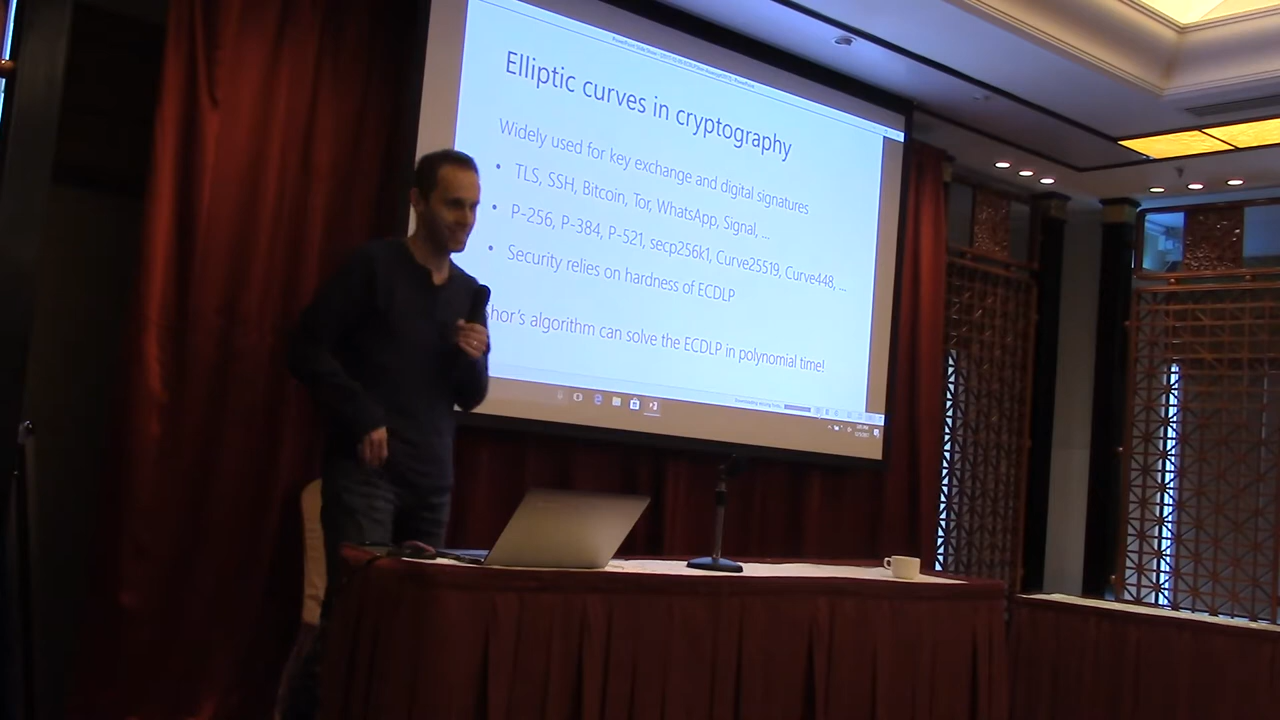 Elliptic curves in cryptography
Widely used for key exchange and digital signatures
• TLS, SSH, Bitcoin, Tor, WhatsApp, Signal, ...
• P-256, P-384, P-521, secp256k1, Curve25519, Curve448, ...
• Security relies on hardness of ECDLP
Shor's algorithm can solve the ECDLP in polynomial time!